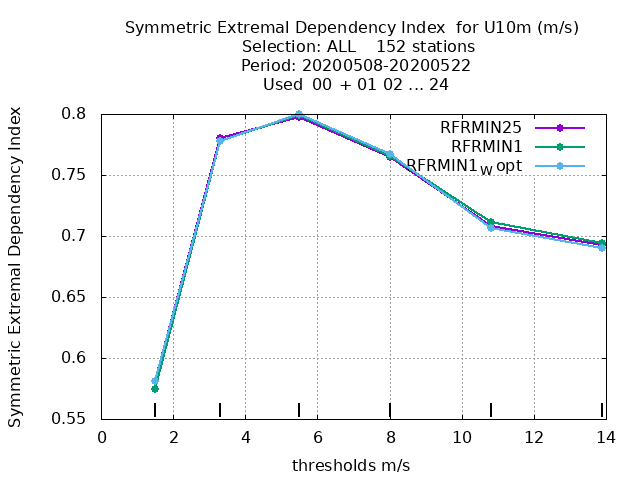 Symmetric Extremal Dependency Index  for U10m (m/s)
Selection: ALL    152 stations
Period: 20200508-20200522
Used  00 + 01 02 ... 24
Symmetric Extremal Dependency Index
0.8
0.75
0.7
0.65
0.6
0.55
RFRMIN25
RFRMIN1
RFRMIN1W opt
0 2 4 6 8 10 12 14
thresholds m/s